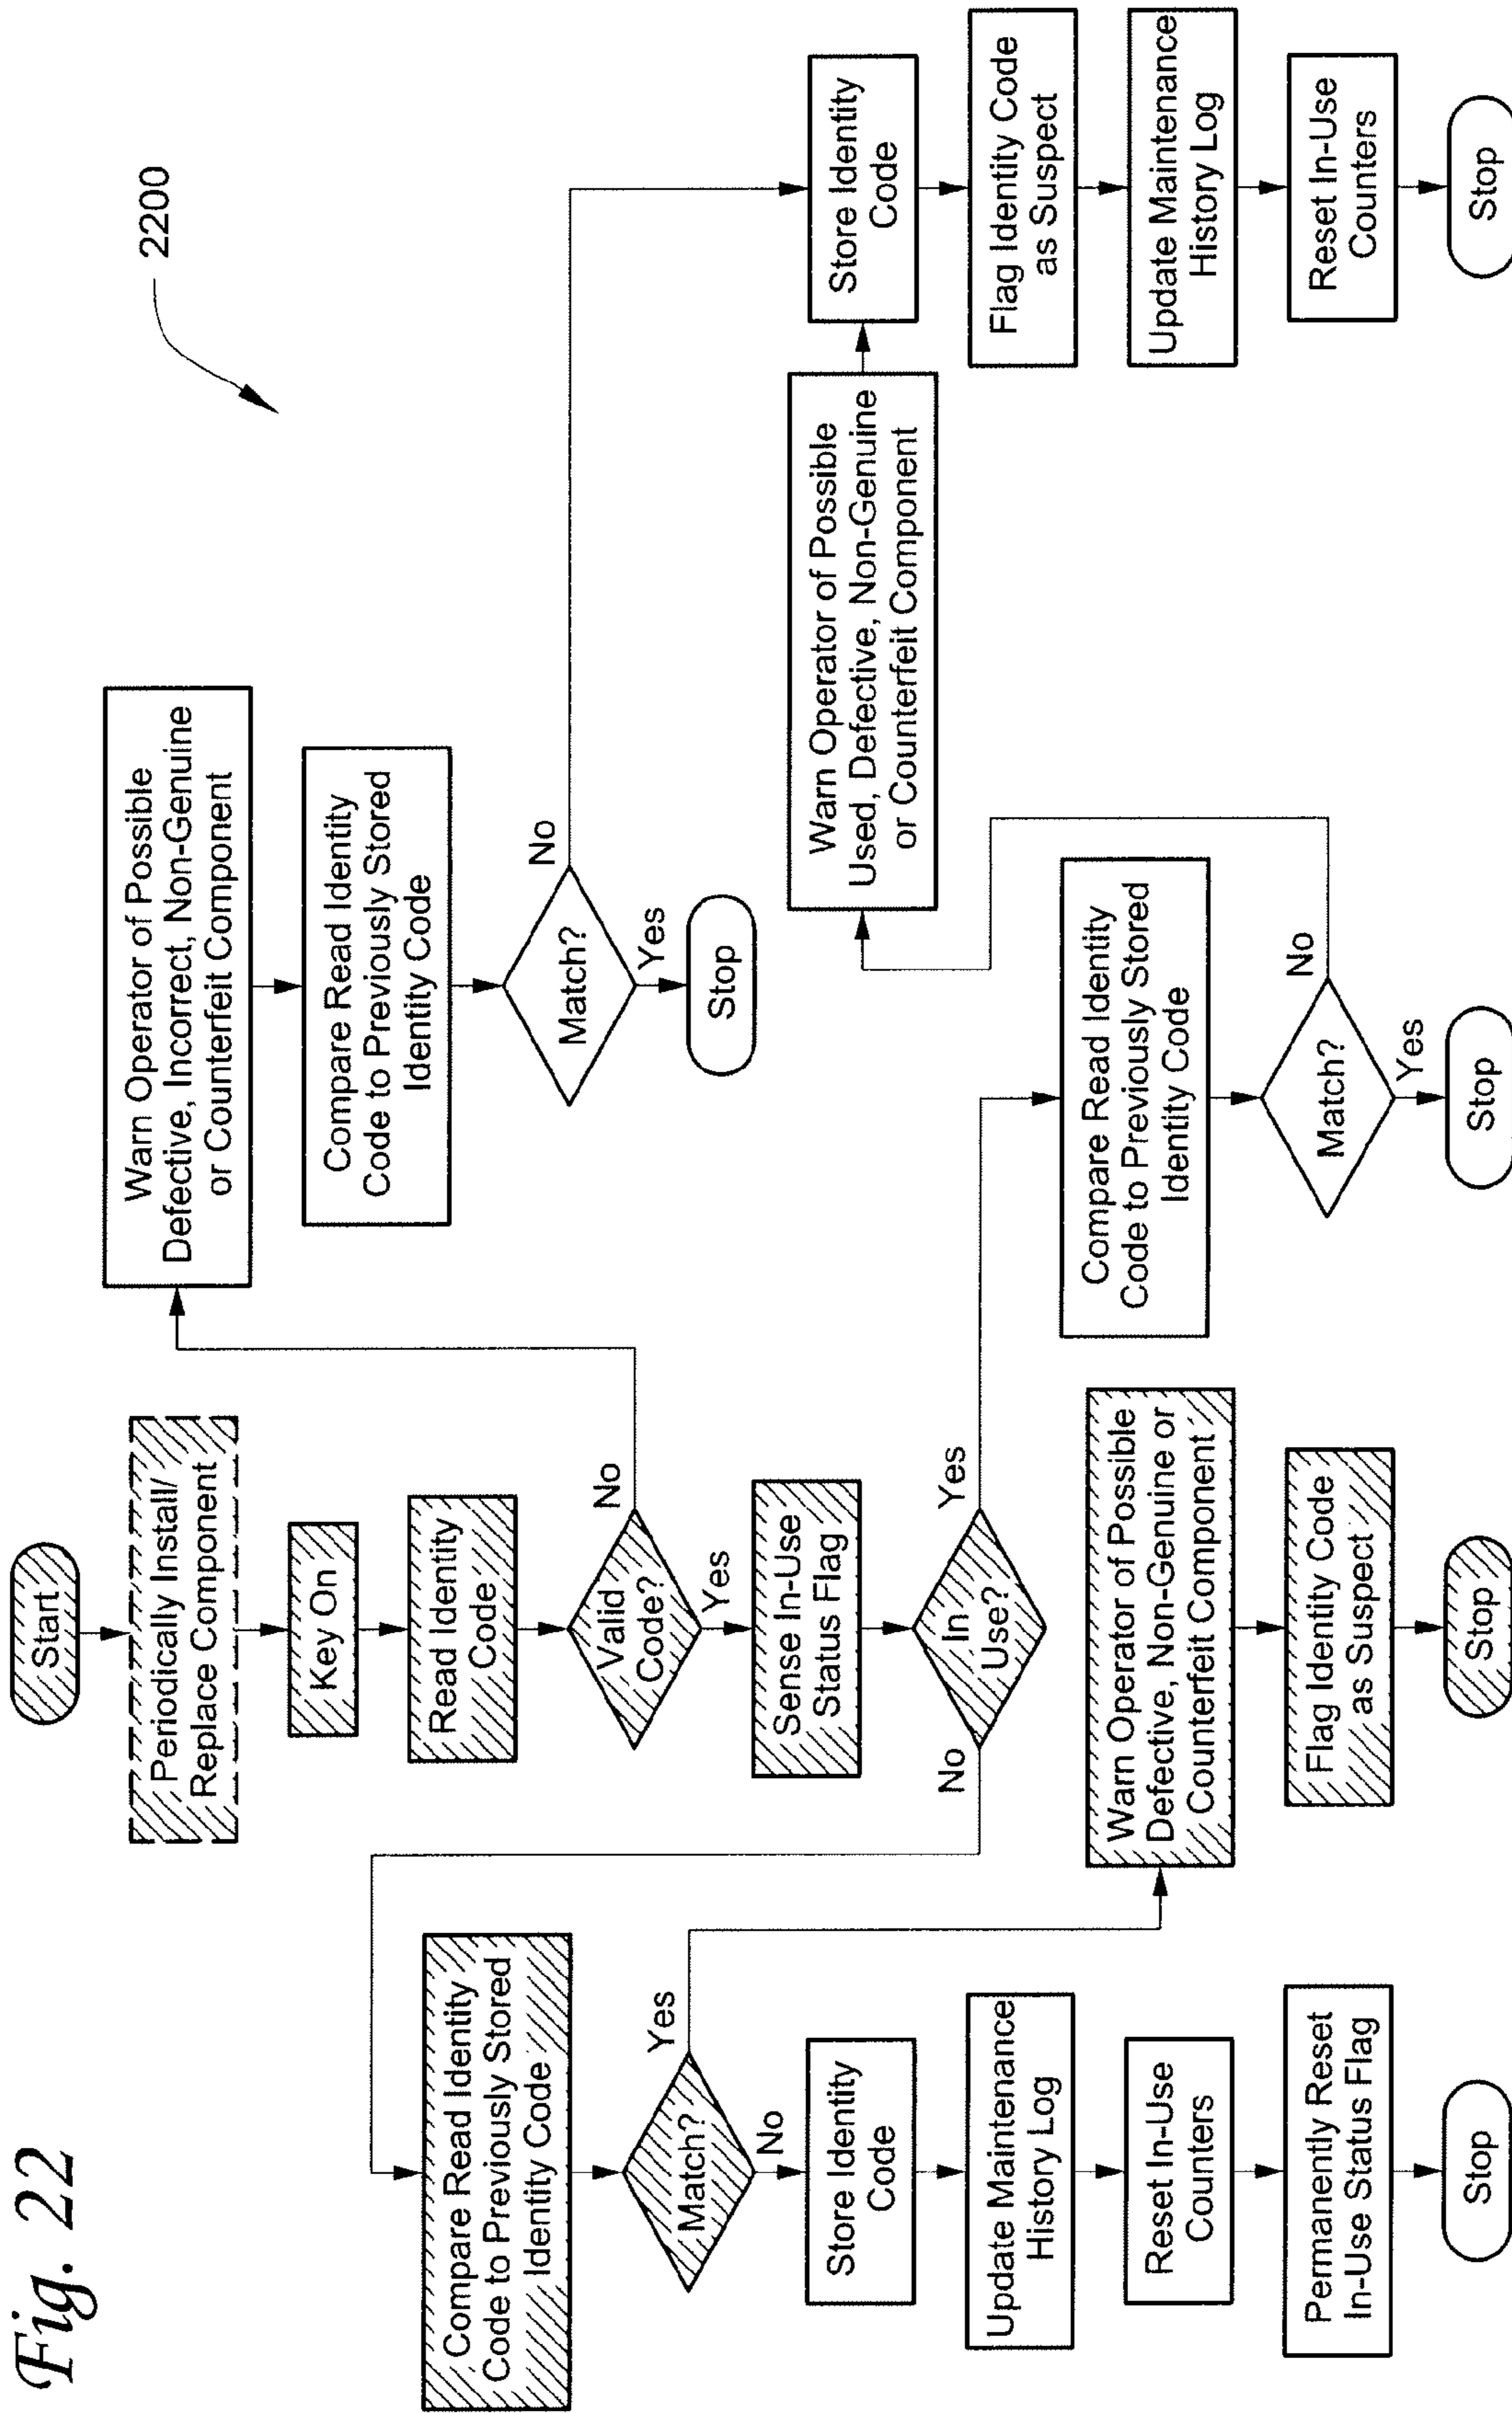 Fig. 22
2200
Start
Periodically Install/
Replace Component
Key On
Read Identity
Code
Valid
Code?
No
Yes
Warn Operator of Possible
Defective, Incorrect, Non-Genuine
or Counterfeit Component
Compare Read Identity
Code to Previously Stored
Identity Code
Match?
No
Yes
Stop
Sense In-Use
Status Flag
In
Use?
No
Yes
Compare Read Identity
Code to Previously Stored
Identity Code
Match?
Yes
No
Store Identity
Code
Update Maintenance
History Log
Reset In-Use
Counters
Permanently Reset
In-Use Status Flag
Stop
Warn Operator of Possible
Defective, Non-Genuine or
Counterfeit Component
Flag Identity Code
as Suspect
Stop
Compare Read Identity
Code to Previously Stored
Identity Code
Match?
No
Yes
Stop
Warn Operator of Possible
Used, Defective, Non-Genuine
or Counterfeit Component
Store Identity
Code
Flag Identity Code
as Suspect
Update Maintenance
History Log
Reset In-Use
Counters
Stop